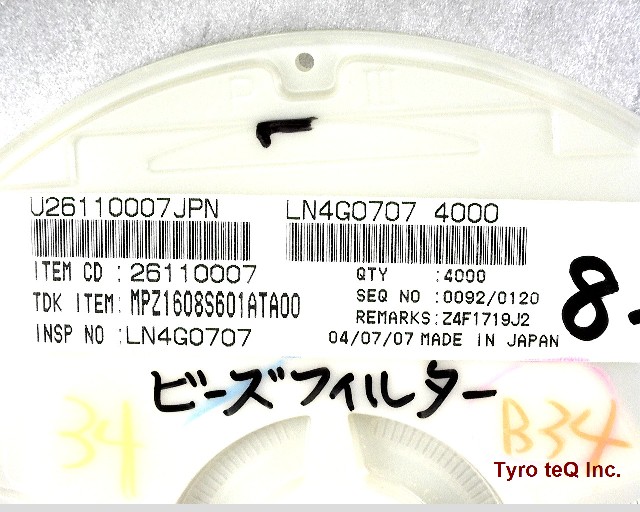 U26110007JPN LN4G0707 4000
ITEM CD : 26110007 QTY :4000
TDK ITEM: MPZ1608S601ATA00 SEQ NO :0092/0120
INSP NO :LN4G0707 REMARKS:Z4F1719J2
04/07/07 MADE IN JAPAN
8-
ビーズフィルター
34 B34
Tyro teQ Inc.